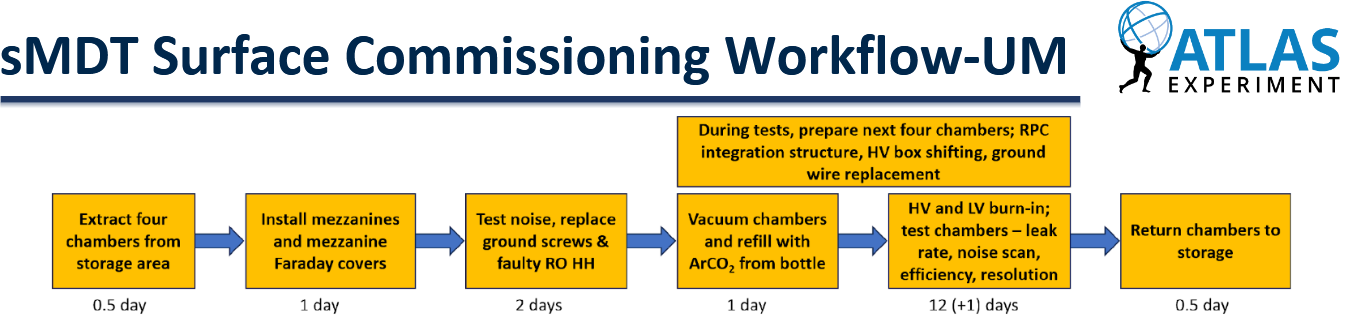 sMDT Surface Commissioning Workflow-UM
ATLAS
EXPERIMENT
During tests, prepare next four chambers; RPC
integration structure, HV box shifting, ground
wire replacement
Extract four
chambers from
storage area
Install mezzanines
and mezzanine
Faraday covers
Test noise, replace
ground screws &
faulty RO HH
Vacuum chambers
and refill with
ArCO₂ from bottle
HV and LV burn-in;
test chambers – leak
rate, noise scan,
efficiency, resolution
Return chambers to
storage
0.5 day
1 day
2 days
1 day
12 (+1) days
0.5 day